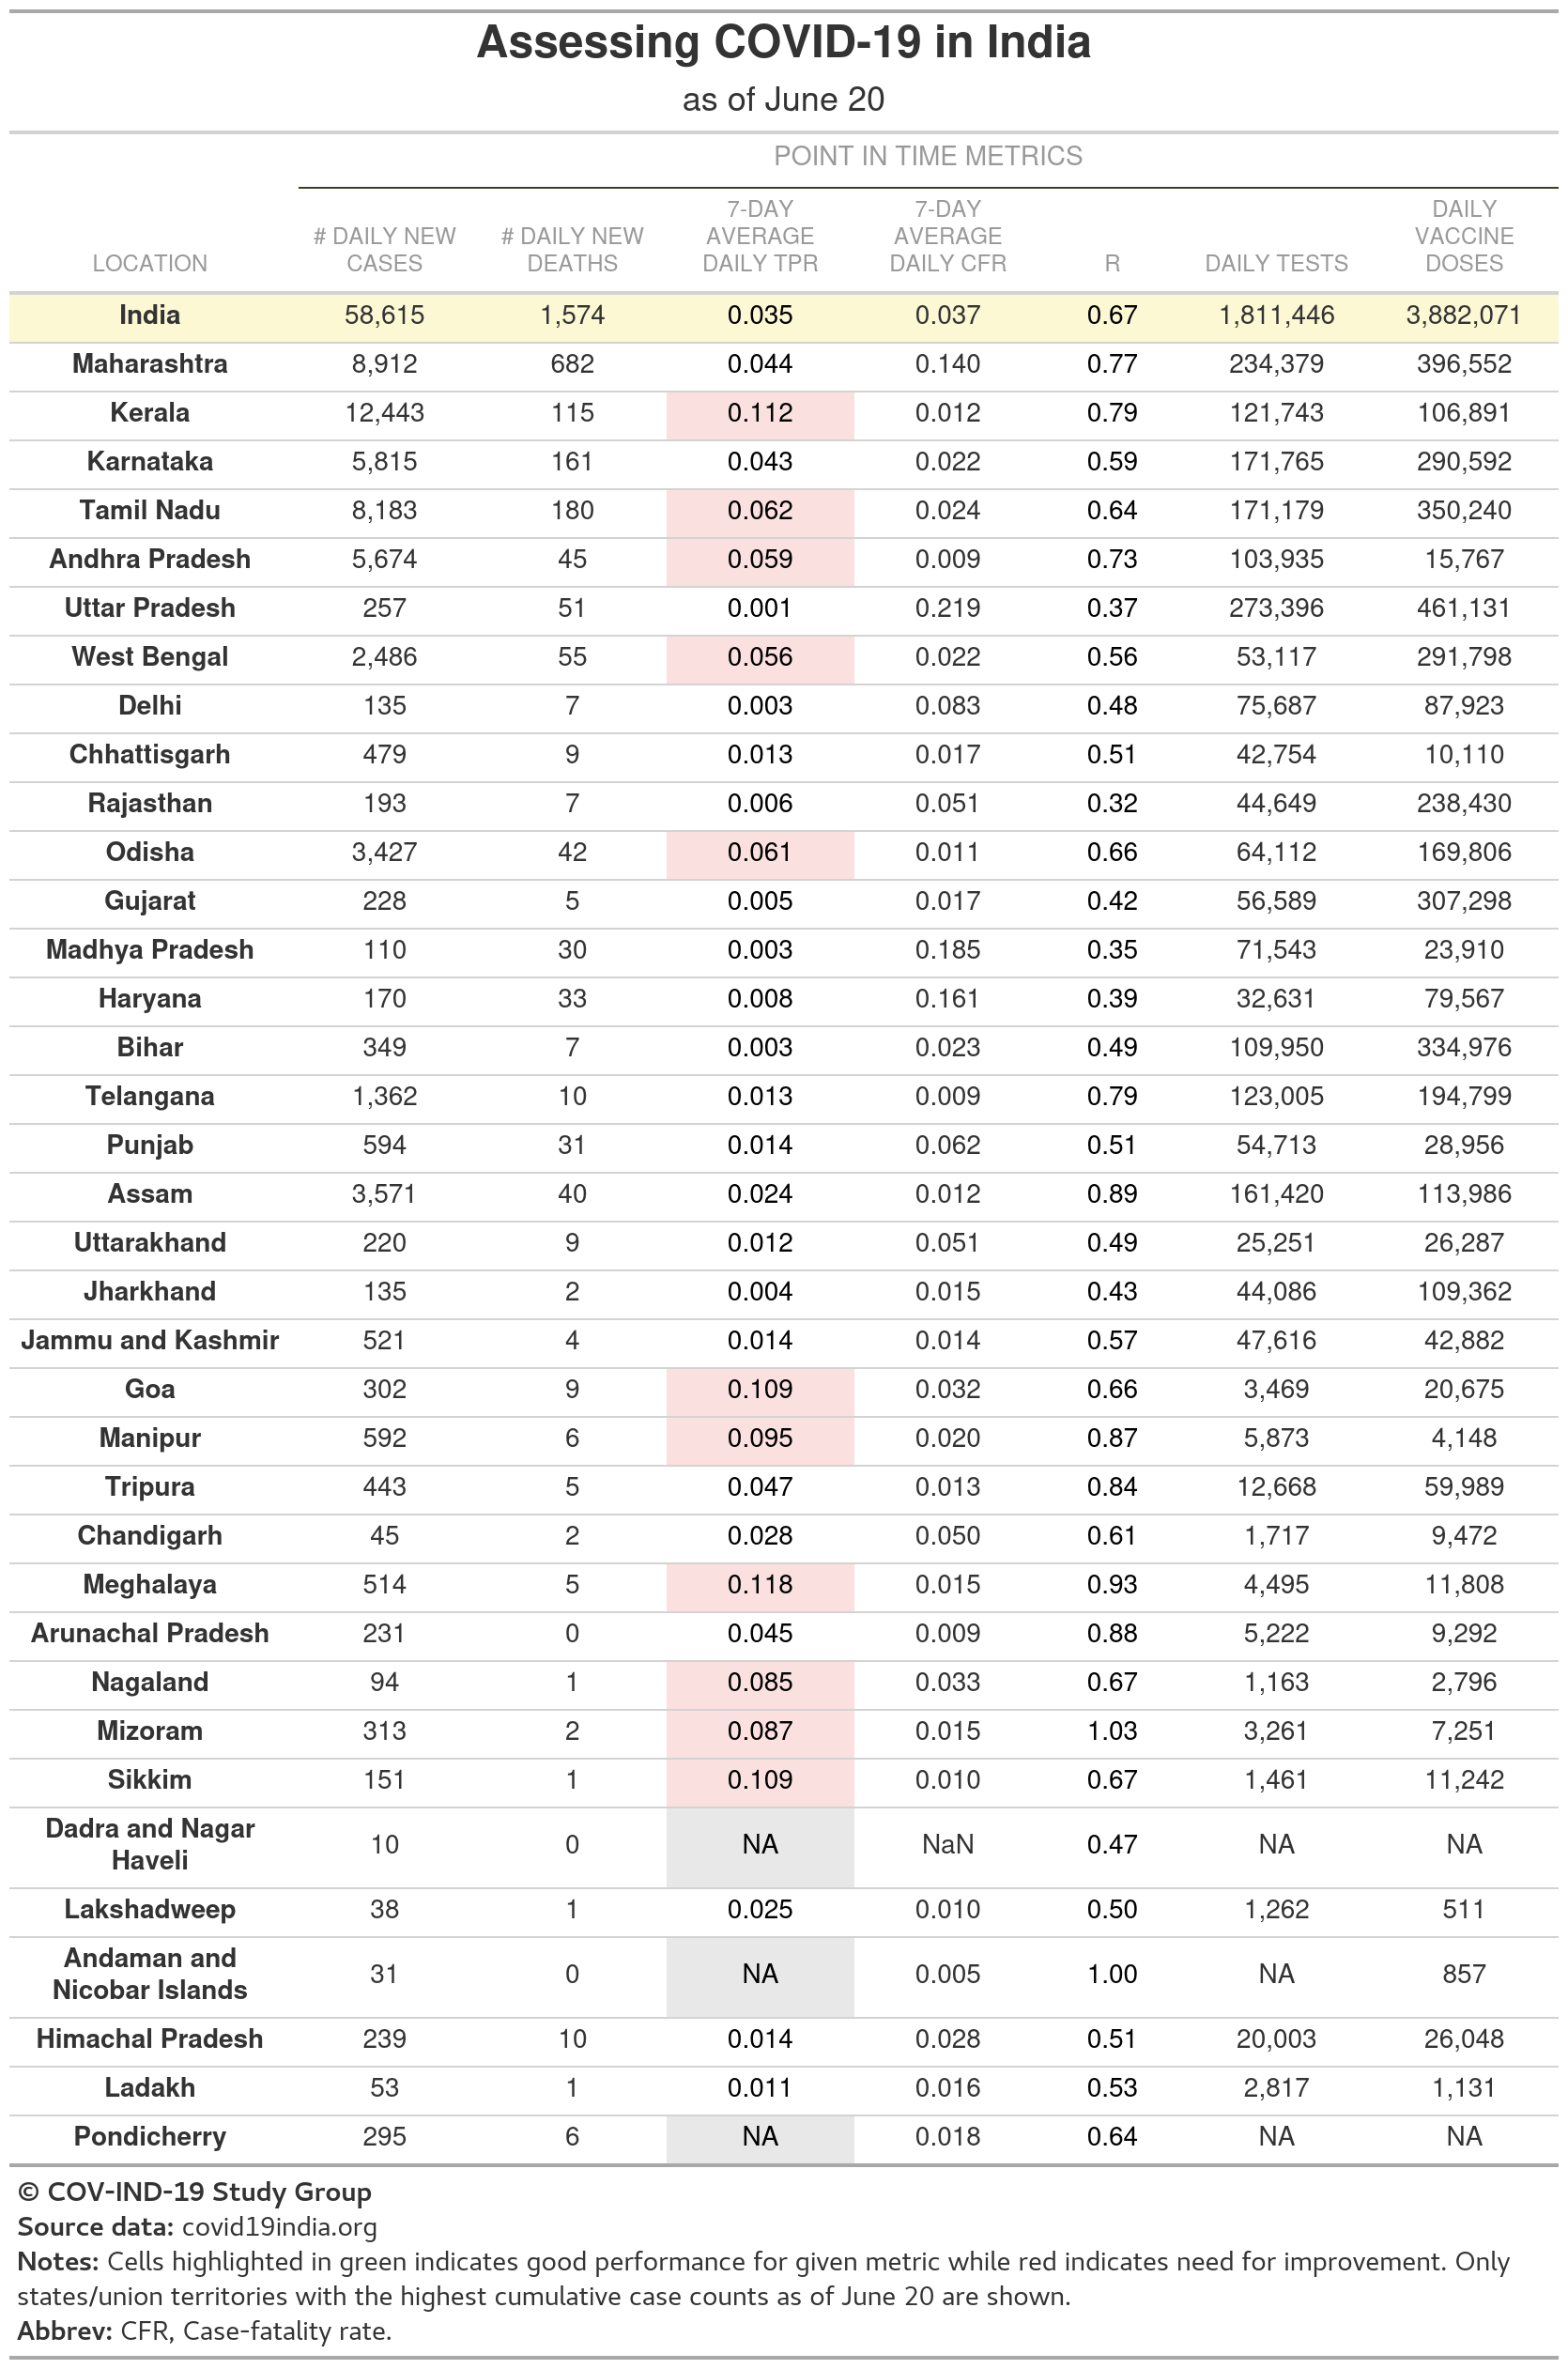 Assessing COVID-19 in India
as of June 20
POINT IN TIME METRICS
LOCATION # DAILY NEW CASES # DAILY NEW DEATHS 7-DAY AVERAGE DAILY TPR 7-DAY AVERAGE DAILY CFR R DAILY TESTS DAILY VACCINE DOSES
India 58,615 1,574 0.035 0.037 0.67 1,811,446 3,882,071
Maharashtra 8,912 682 0.044 0.140 0.77 234,379 396,552
Kerala 12,443 115 0.112 0.012 0.79 121,743 106,891
Karnataka 5,815 161 0.043 0.022 0.59 171,765 290,592
Tamil Nadu 8,183 180 0.062 0.024 0.64 171,179 350,240
Andhra Pradesh 5,674 45 0.059 0.009 0.73 103,935 15,767
Uttar Pradesh 257 51 0.001 0.219 0.37 273,396 461,131
West Bengal 2,486 55 0.056 0.022 0.56 53,117 291,798
Delhi 135 7 0.003 0.083 0.48 75,687 87,923
Chhattisgarh 479 9 0.013 0.017 0.51 42,754 10,110
Rajasthan 193 7 0.006 0.051 0.32 44,649 238,430
Odisha 3,427 42 0.061 0.011 0.66 64,112 169,806
Gujarat 228 5 0.005 0.017 0.42 56,589 307,298
Madhya Pradesh 110 30 0.003 0.185 0.35 71,543 23,910
Haryana 170 33 0.008 0.161 0.39 32,631 79,567
Bihar 349 7 0.003 0.023 0.49 109,950 334,976
Telangana 1,362 10 0.013 0.009 0.79 123,005 194,799
Punjab 594 31 0.014 0.062 0.51 54,713 28,956
Assam 3,571 40 0.024 0.012 0.89 161,420 113,986
Uttarakhand 220 9 0.012 0.051 0.49 25,251 26,287
Jharkhand 135 2 0.004 0.015 0.43 44,086 109,362
Jammu and Kashmir 521 4 0.014 0.014 0.57 47,616 42,882
Goa 302 9 0.109 0.032 0.66 3,469 20,675
Manipur 592 6 0.095 0.020 0.87 5,873 4,148
Tripura 443 5 0.047 0.013 0.84 12,668 59,989
Chandigarh 45 2 0.028 0.050 0.61 1,717 9,472
Meghalaya 514 5 0.118 0.015 0.93 4,495 11,808
Arunachal Pradesh 231 0 0.045 0.009 0.88 5,222 9,292
Nagaland 94 1 0.085 0.033 0.67 1,163 2,796
Mizoram 313 2 0.087 0.015 1.03 3,261 7,251
Sikkim 151 1 0.109 0.010 0.67 1,461 11,242
Dadra and Nagar Haveli 10 0 NA NaN 0.47 NA NA
Lakshadweep 38 1 0.025 0.010 0.50 1,262 511
Andaman and Nicobar Islands 31 0 NA 0.005 1.00 NA 857
Himachal Pradesh 239 10 0.014 0.028 0.51 20,003 26,048
Ladakh 53 1 0.011 0.016 0.53 2,817 1,131
Pondicherry 295 6 NA 0.018 0.64 NA NA
© COV-IND-19 Study Group
Source data: covid19india.org
Notes: Cells highlighted in green indicates good performance for given metric while red indicates need for improvement. Only
states/union territories with the highest cumulative case counts as of June 20 are shown.
Abbrev: CFR, Case-fatality rate.